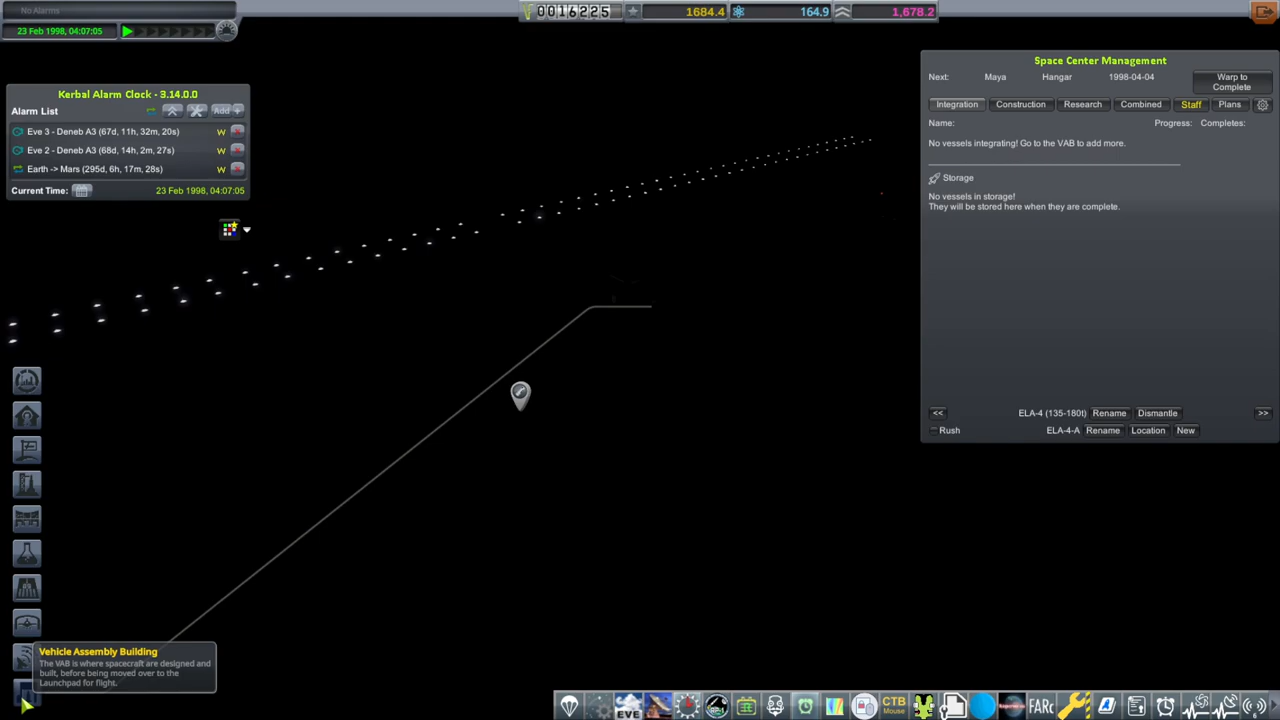 No Alarms
23 Feb 1998, 04:07:05
0016225
1684.4
164.9
1,678.2
Kerbal Alarm Clock - 3.14.0.0
Alarm List
Add +
Eve 3 - Deneb A3 (67d, 11h, 32m, 20s) W
Eve 2 - Deneb A3 (68d, 14h, 2m, 27s) W
Earth -> Mars (295d, 6h, 17m, 28s) W
Current Time: 23 Feb 1998, 04:07:05
Space Center Management
Next: Maya Hangar 1998-04-04 Warp to Complete
Integration Construction Research Combined Staff Plans
Name: Progress: Completes:
No vessels integrating! Go to the VAB to add more.
Storage
No vessels in storage!
They will be stored here when they are complete.
<< ELA-4 (135-180t) Rename Dismantle >>
Rush ELA-4-A Rename Location New
Vehicle Assembly Building
The VAB is where spacecraft are designed and
built, before being moved over to the
Launchpad for flight.
EVE
RP-1
CTB
Mouse
FARc